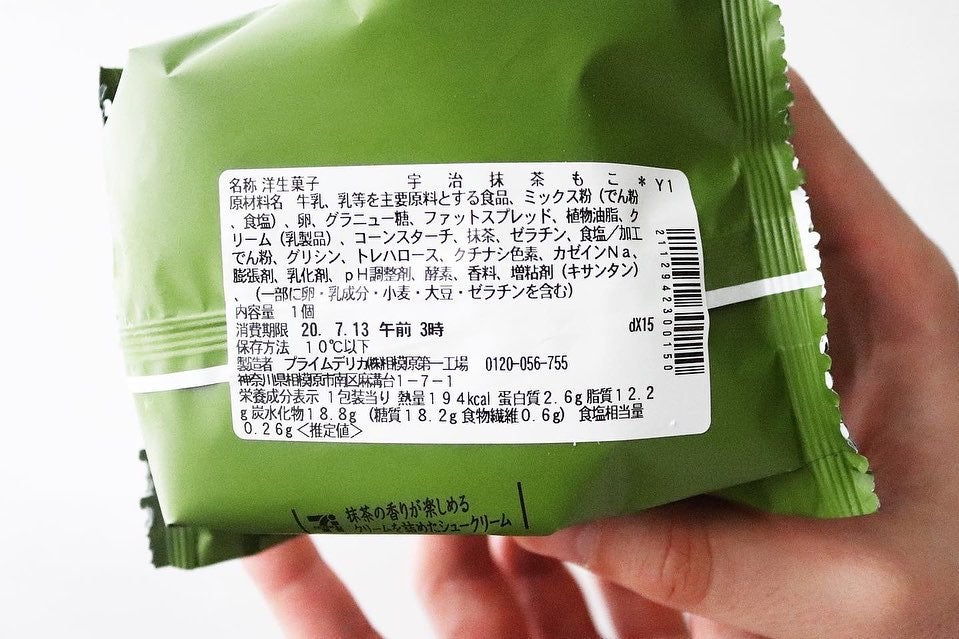 名称 洋生菓子 宇治抹茶もこ * Y1
原材料名 牛乳、乳等を主要原料とする食品、ミックス粉（でん粉
、食塩）、卵、グラニュー糖、ファットスプレッド、植物油脂、ク
リーム（乳製品）、コーンスターチ、抹茶、ゼラチン、食塩／加工
でん粉、グリシン、トレハロース、クチナシ色素、カゼインNa、
膨張剤、乳化剤、pH調整剤、酵素、香料、増粘剤（キサンタン）
、（一部に卵・乳成分・小麦・大豆・ゼラチンを含む）
内容量 1個
消費期限 20. 7.13 午前 3時
dX15
保存方法 10℃以下
製造者 プライムデリカ㈱相模原第一工場 0120-056-755
神奈川県相模原市南区麻溝台1-7-1
栄養成分表示 1包装当り 熱量194kcal 蛋白質2.6g 脂質12.2
g 炭水化物18.8g（糖質18.2g 食物繊維0.6g） 食塩相当量
0.26g＜推定値＞
2112942300150
抹茶の香りが楽しめる
クリームを詰めたシュークリーム